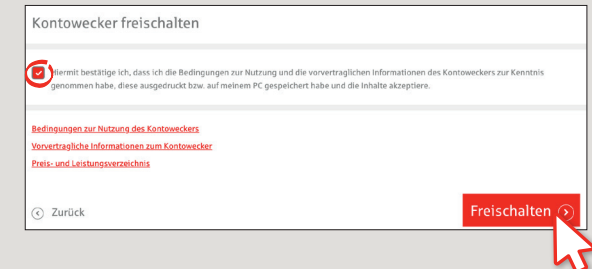 Kontowecker freischalten
Hiermit bestätige ich, dass ich die Bedingungen zur Nutzung und die vorvertraglichen Informationen des Kontoweckers zur Kenntnis
genommen habe, diese ausgedruckt bzw. auf meinem PC gespeichert habe und die Inhalte akzeptiere.
Bedingungen zur Nutzung des Kontoweckers
Vorvertragliche Informationen zum Kontowecker
Preis- und Leistungsverzeichnis
Zurück
Freischalten